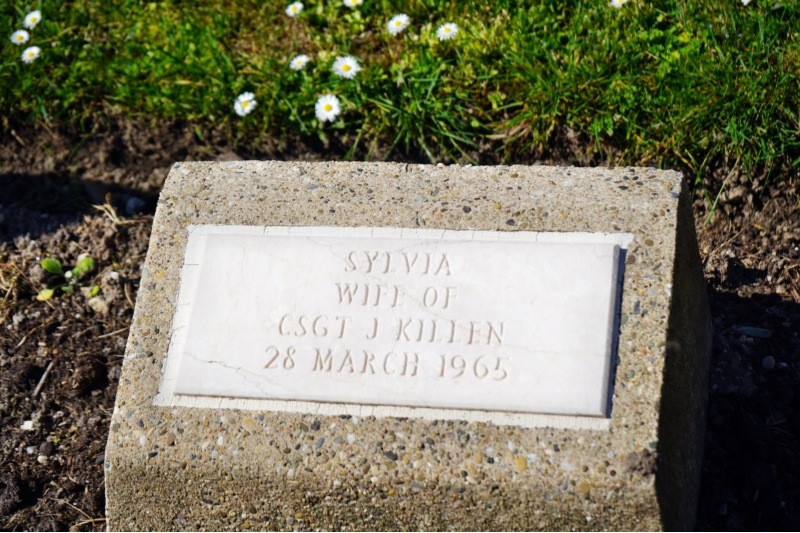 SYLVIA
WIFE OF
CSGT J KILLEN
28 MARCH 1965